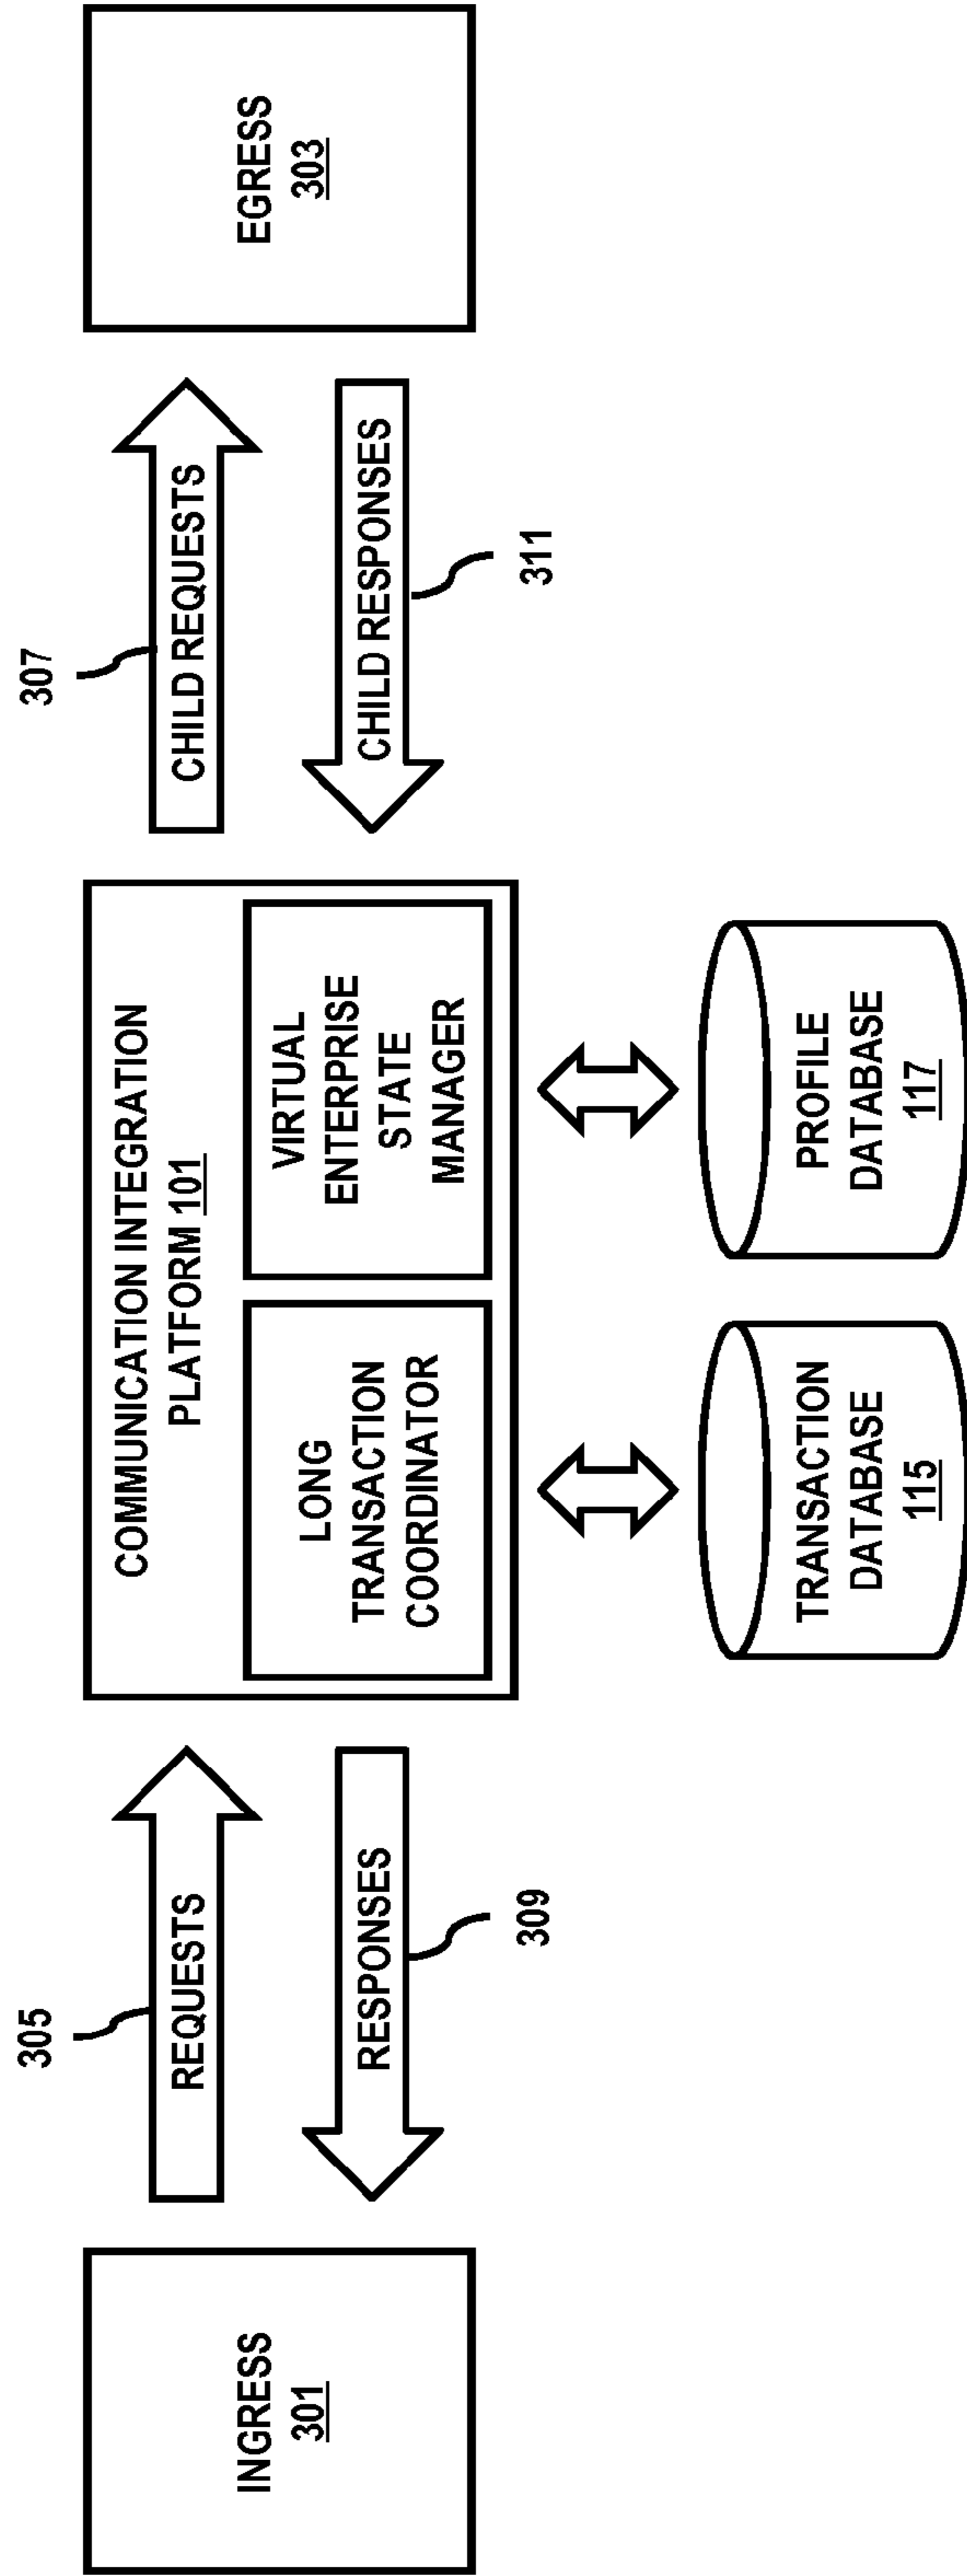 305
307
INGRESS
301
REQUESTS
RESPONSES
309
COMMUNICATION INTEGRATION
PLATFORM 101
LONG
TRANSACTION
COORDINATOR
VIRTUAL
ENTERPRISE
STATE
MANAGER
CHILD REQUESTS
CHILD RESPONSES
311
EGRESS
303
TRANSACTION
DATABASE
115
PROFILE
DATABASE
117